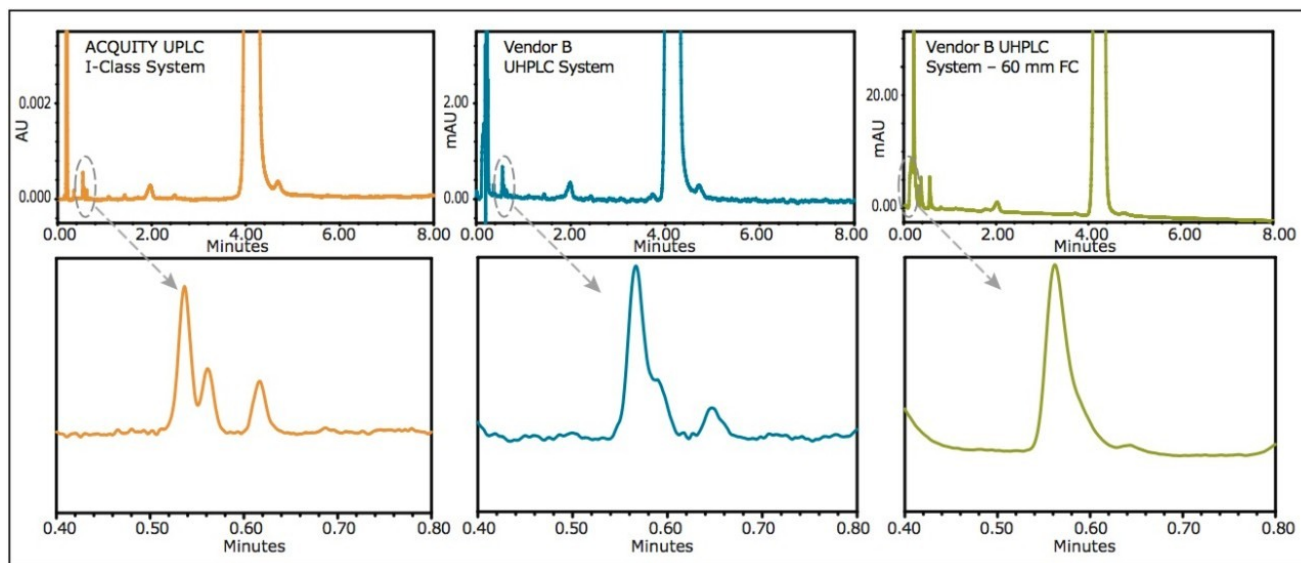 ACQUITY UPLC
I-Class System
AU
0.002
0.000
0.00 2.00 4.00 6.00 8.00
Minutes
Vendor B
UHPLC System
mAU
2.00
0.00
0.00 2.00 4.00 6.00 8.00
Minutes
Vendor B UHPLC
System – 60 mm FC
mAU
20.00
0.00
0.00 2.00 4.00 6.00 8.00
Minutes
0.40 0.50 0.60 0.70 0.80
Minutes
0.40 0.50 0.60 0.70 0.80
Minutes
0.40 0.50 0.60 0.70 0.80
Minutes